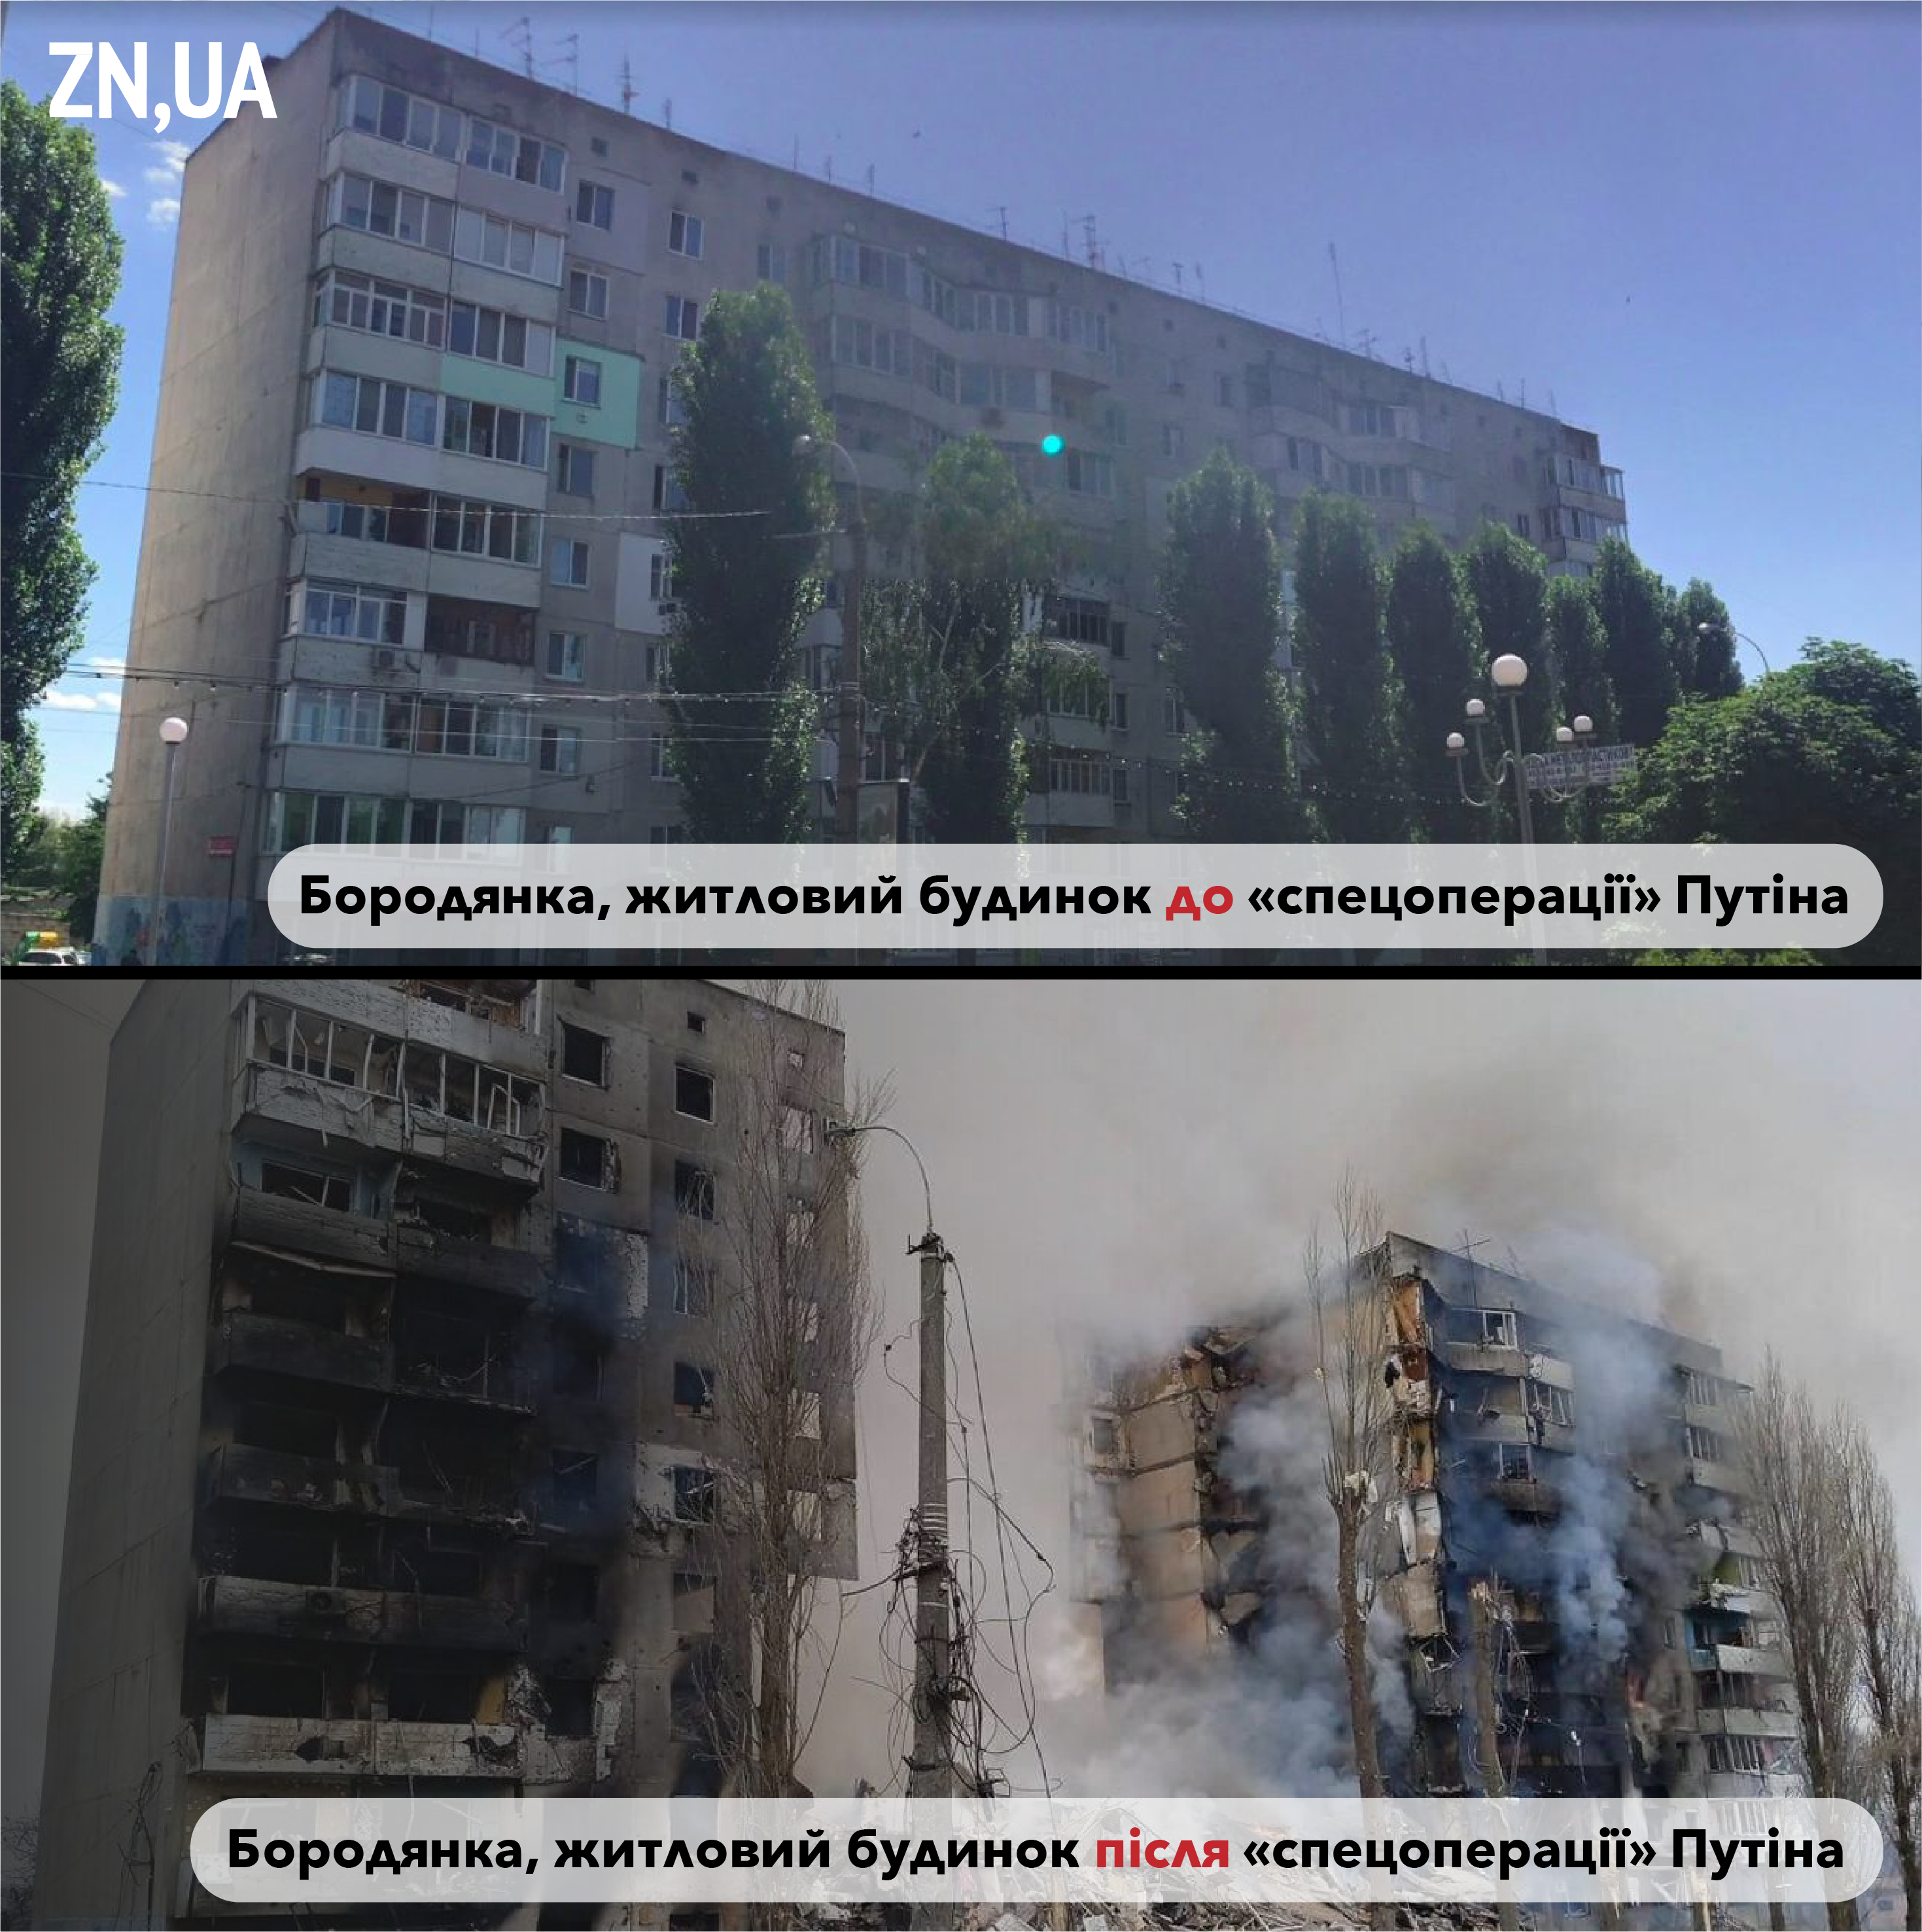 ZN,UA
Бородянка, житловий будинок до «спецоперації» Путіна
Бородянка, житловий будинок після «спецоперації» Путіна